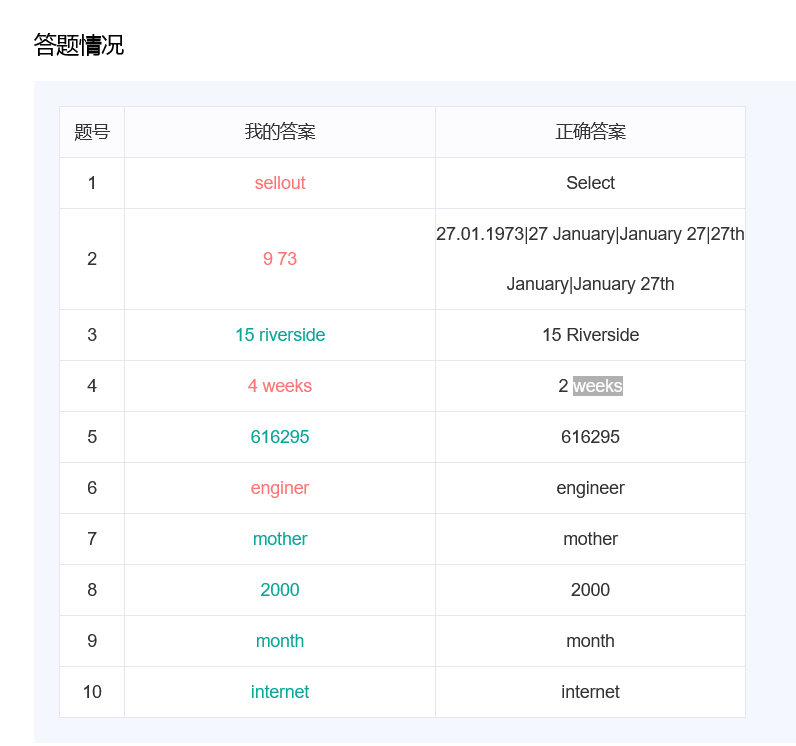 答题情况
题号 我的答案 正确答案
1 sellout Select
2 9 73 27.01.1973|27 January|January 27|27th
January|January 27th
3 15 riverside 15 Riverside
4 4 weeks 2 weeks
5 616295 616295
6 enginer engineer
7 mother mother
8 2000 2000
9 month month
10 internet internet